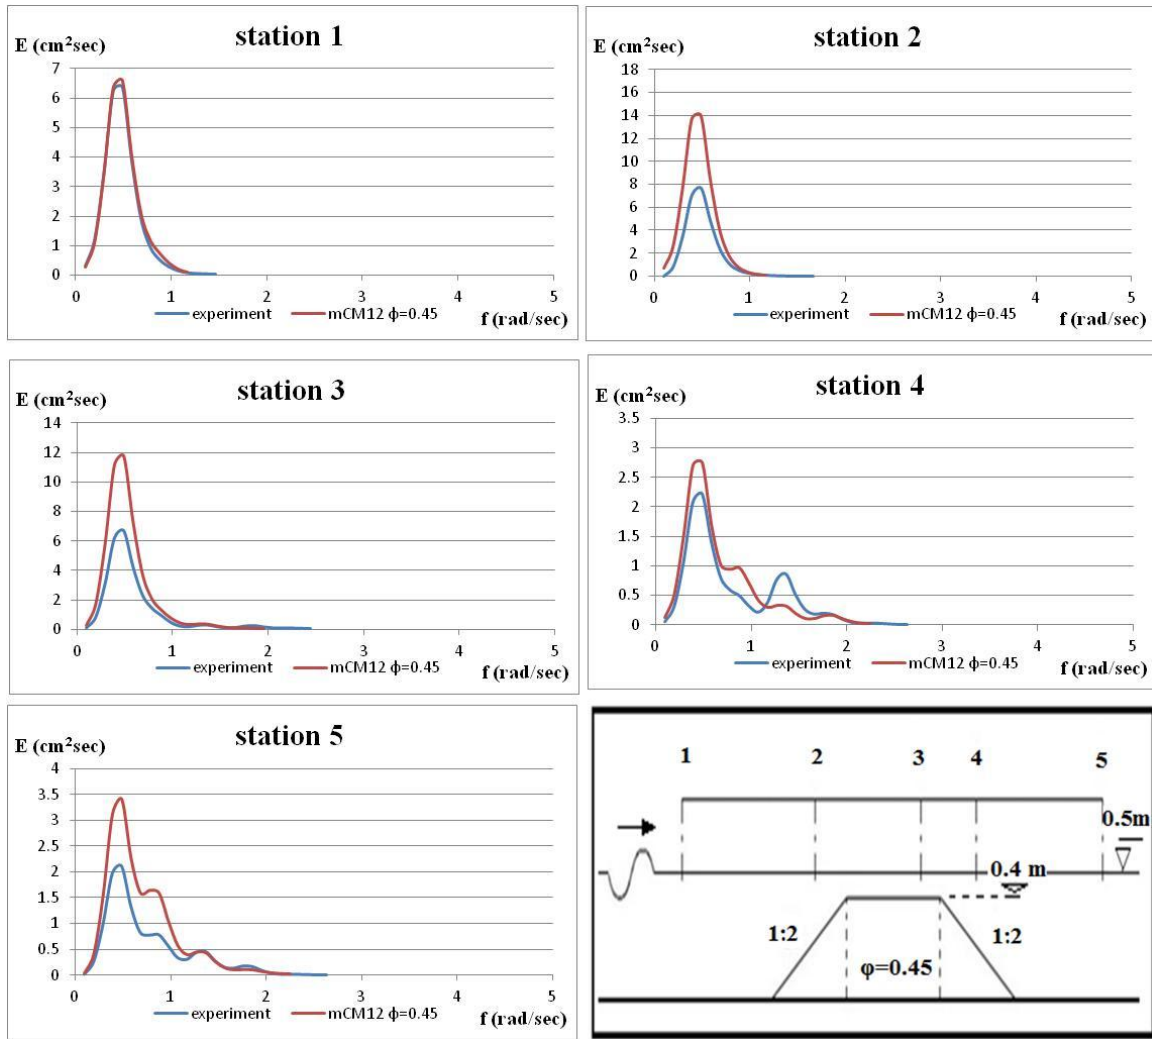 station 1
E (cm²sec)
7
6
5
4
3
2
1
0
0 1 2 3 4 5
experiment mCM12 ϕ=0.45 f (rad/sec)
station 2
E (cm²sec)
18
16
14
12
10
8
6
4
2
0
0 1 2 3 4 5
experiment mCM12 ϕ=0.45 f (rad/sec)
station 3
E (cm²sec)
14
12
10
8
6
4
2
0
0 1 2 3 4 5
experiment mCM12 ϕ=0.45 f (rad/sec)
station 4
E (cm²sec)
3.5
3
2.5
2
1.5
1
0.5
0
0 1 2 3 4 5
experiment mCM12 ϕ=0.45 f (rad/sec)
station 5
E (cm²sec)
4
3.5
3
2.5
2
1.5
1
0.5
0
0 1 2 3 4 5
experiment mCM12 ϕ=0.45 f (rad/sec)
1 2 3 4 5
0.5m
0.4 m
1:2 1:2
φ=0.45